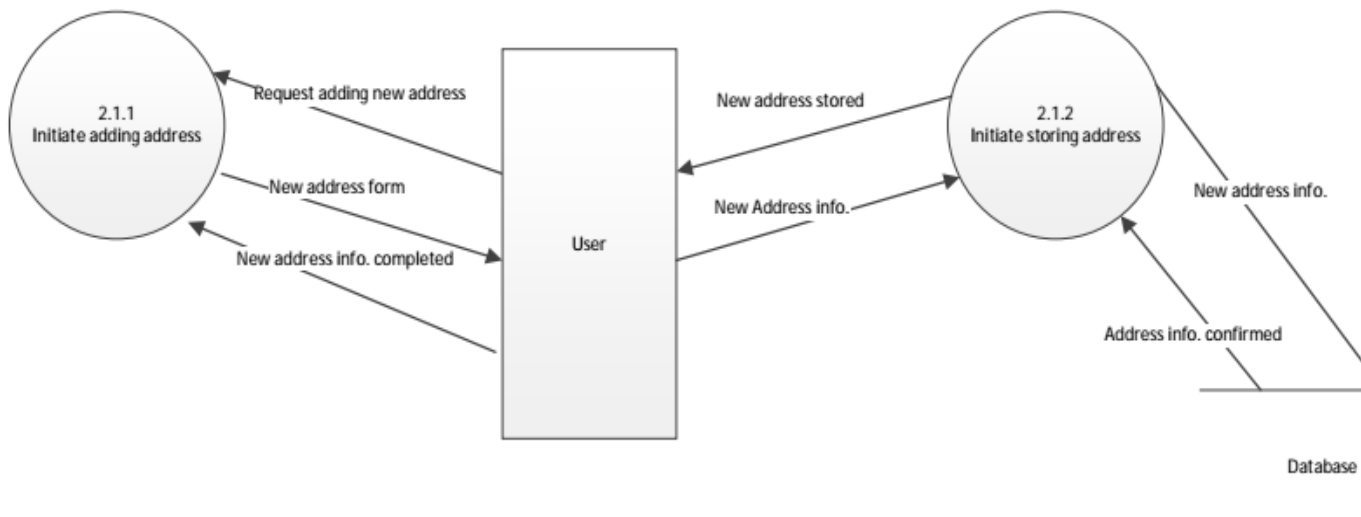 2.1.1
Initiate adding address
Request adding new address
New address form
New address info. completed
User
New address stored
New Address info.
2.1.2
Initiate storing address
New address info.
Address info. confirmed
Database